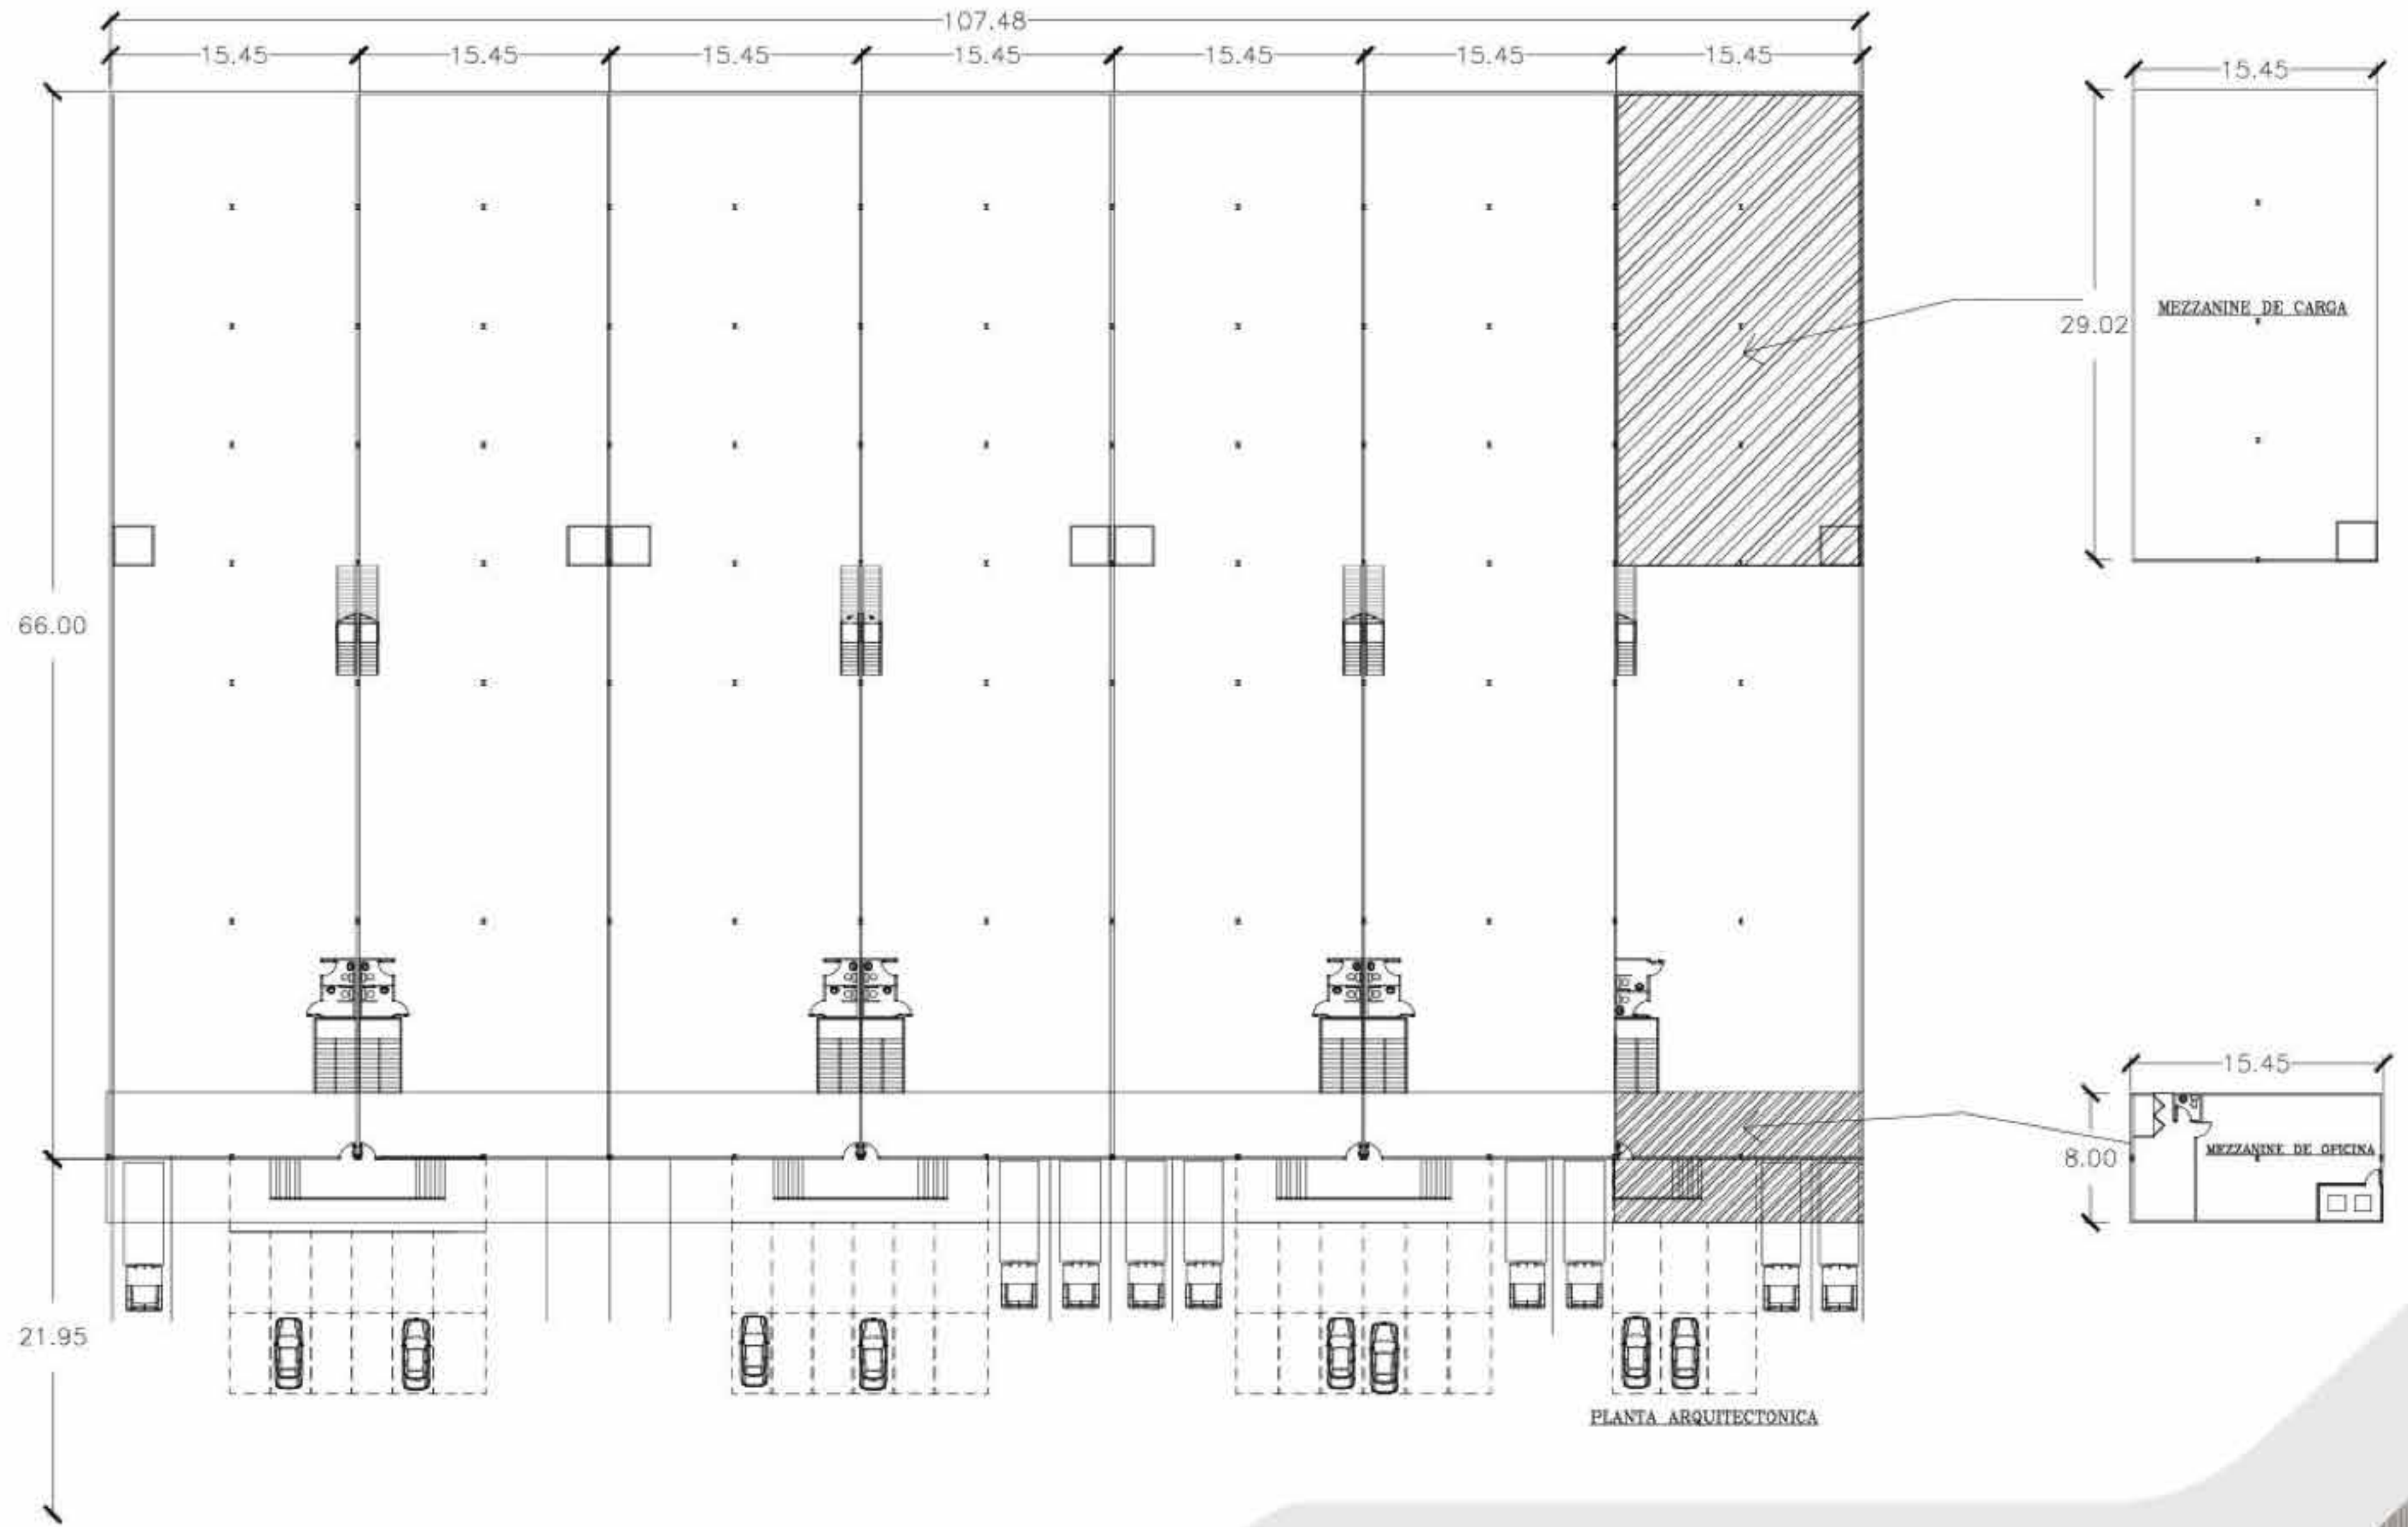 107.48
15.45 15.45 15.45 15.45 15.45 15.45 15.45
15.45
MEZZANINE DE CARGA
29.02
66.00
15.45
MEZZANINE DE OFICINA
8.00
21.95
PLANTA ARQUITECTONICA